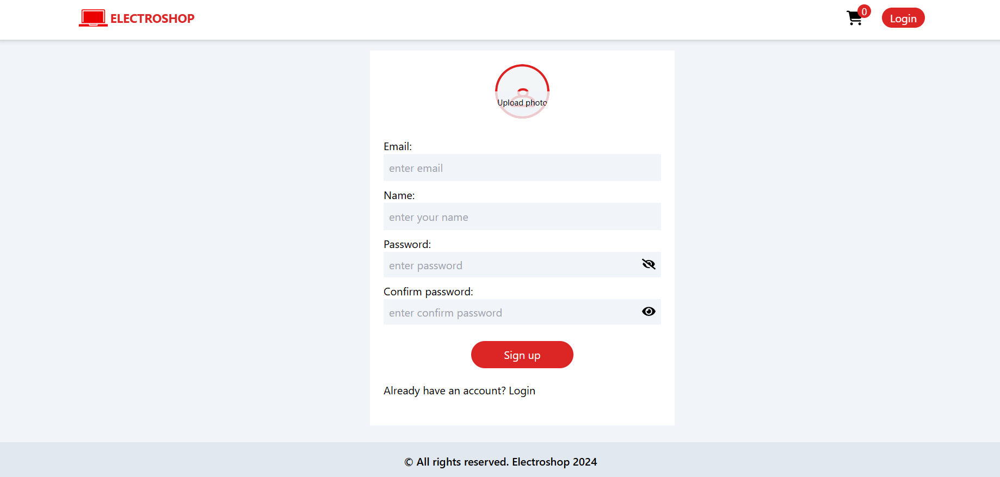 ELECTROSHOP
0
Login
Upload photo
Email:
enter email
Name:
enter your name
Password:
enter password
Confirm password:
enter confirm password
Sign up
Already have an account? Login
© All rights reserved. Electroshop 2024